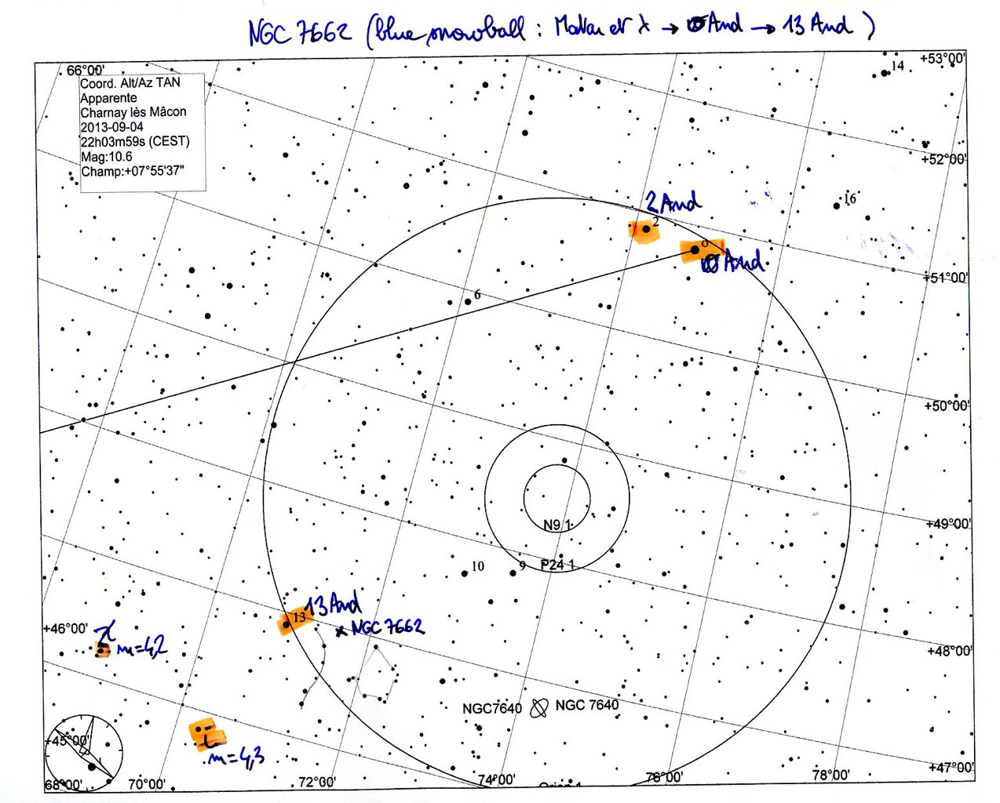 NGC 7662 (blue snowball : Matar et λ → o And → 13 And )
66°00'
+53°00'
14
Coord. Alt/Az TAN
Apparente
Charnay lès Mâcon
2013-09-04
22h03m59s (CEST)
Mag:10.6
Champ:+07°55'37"
+52°00'
16
2 And
2
o
o And
+51°00'
6
+50°00'
N9 1
+49°00'
10
9
P24 1
13 And
13
NGC 7662
+46°00'
m=4,2
+48°00'
NGC7640
NGC 7640
+45°00'
m=4,3
+47°00'
68°00'
70°00'
72°00'
74°00'
76°00'
78°00'